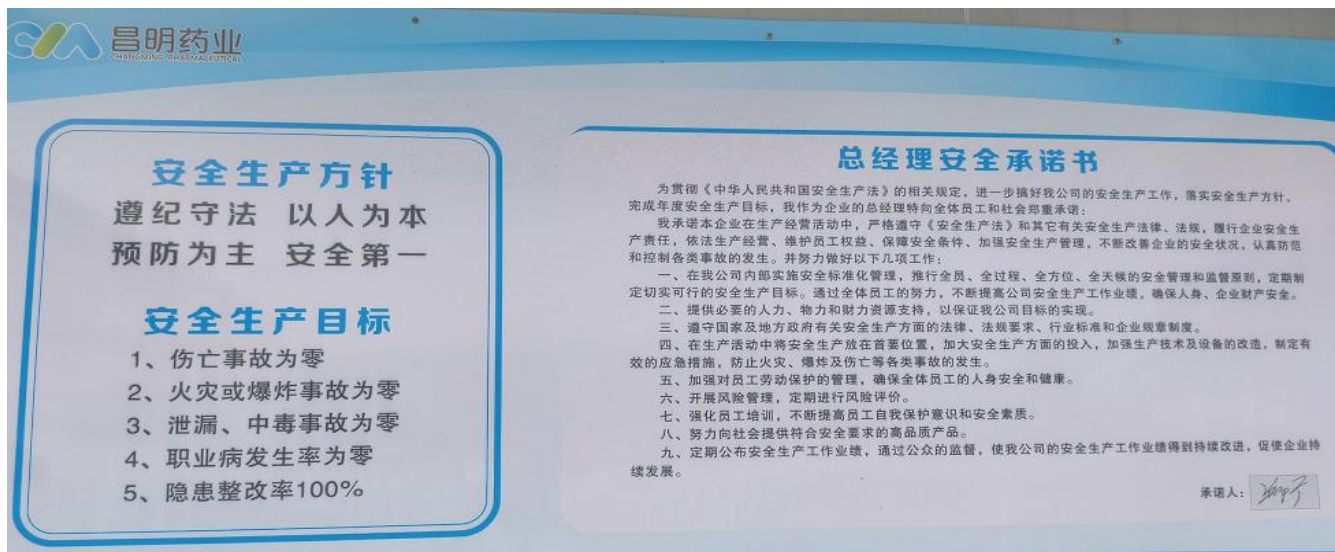 昌明药业
CHANGMING PHARMACEUTICAL
安全生产方针
遵纪守法 以人为本
预防为主 安全第一
安全生产目标
1、伤亡事故为零
2、火灾或爆炸事故为零
3、泄漏、中毒事故为零
4、职业病发生率为零
5、隐患整改率100%
总经理安全承诺书
为贯彻《中华人民共和国安全生产法》的相关规定，进一步搞好我公司的安全生产工作，落实安全生产方针、
完成年度安全生产目标，我作为企业的总经理特向全体员工和社会郑重承诺：
我承诺本企业在生产经营活动中，严格遵守《安全生产法》和其它有关安全生产法律、法规，履行企业安全生
产责任，依法生产经营、维护员工权益、保障安全条件、加强安全生产管理，不断改善企业的安全状况，认真防范
和控制各类事故的发生。并努力做好以下几项工作：
一、在我公司内部实施安全标准化管理，推行全员、全过程、全方位、全天候的安全管理和监督原则，定期制
定切实可行的安全生产目标。通过全体员工的努力，不断提高公司安全生产工作业绩，确保人身、企业财产安全。
二、提供必要的人力、物力和财力资源支持，以保证我公司目标的实现。
三、遵守国家及地方政府有关安全生产方面的法律、法规要求、行业标准和企业规章制度。
四、在生产活动中将安全生产放在首要位置，加大安全生产方面的投入，加强生产技术及设备的改造，制定有
效的应急措施，防止火灾、爆炸及伤亡等各类事故的发生。
五、加强对员工劳动保护的管理，确保全体员工的人身安全和健康。
六、开展风险管理，定期进行风险评价。
七、强化员工培训，不断提高员工自我保护意识和安全素质。
八、努力向社会提供符合安全要求的高品质产品。
九、定期公布安全生产工作业绩，通过公众的监督，使我公司的安全生产工作业绩得到持续改进，促使企业持
续发展。
承诺人：